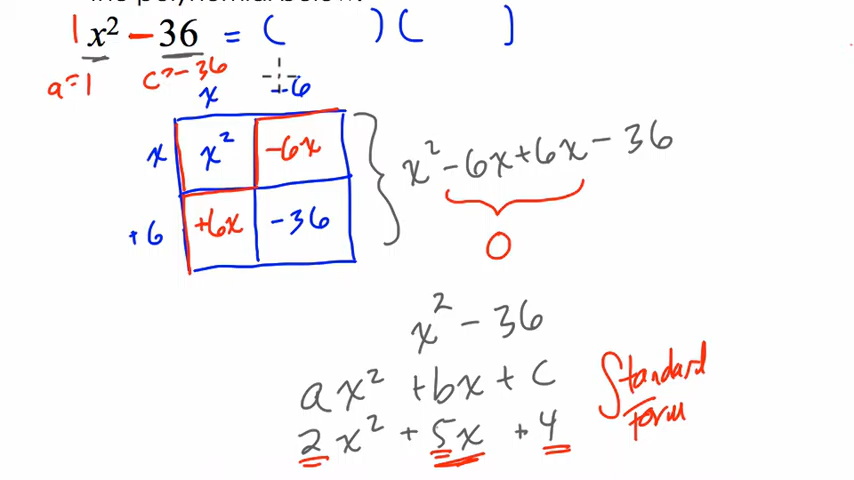 1x² - 36 = ( ) ( )
a=1 c=-36
x -6
x x² -6x
+6 +6x -36
x² -6x+6x-36
0
x² - 36
ax² + bx + c
2x² + 5x + 4
Standard
Form